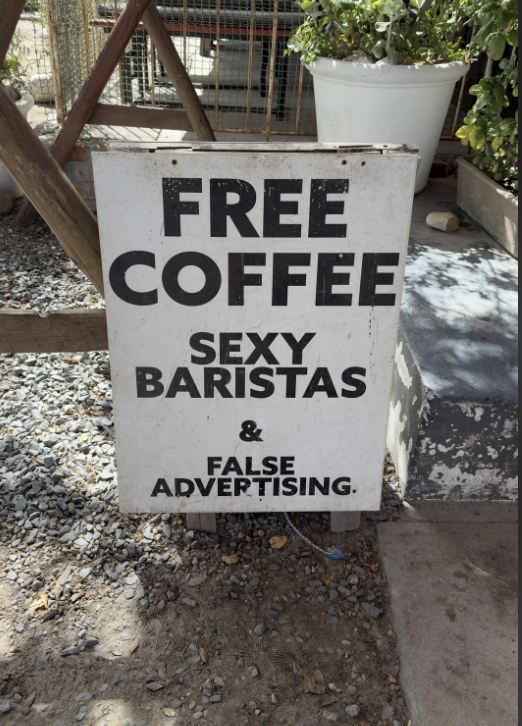 FREE
COFFEE
SEXY
BARISTAS
&
FALSE
ADVERTISING.